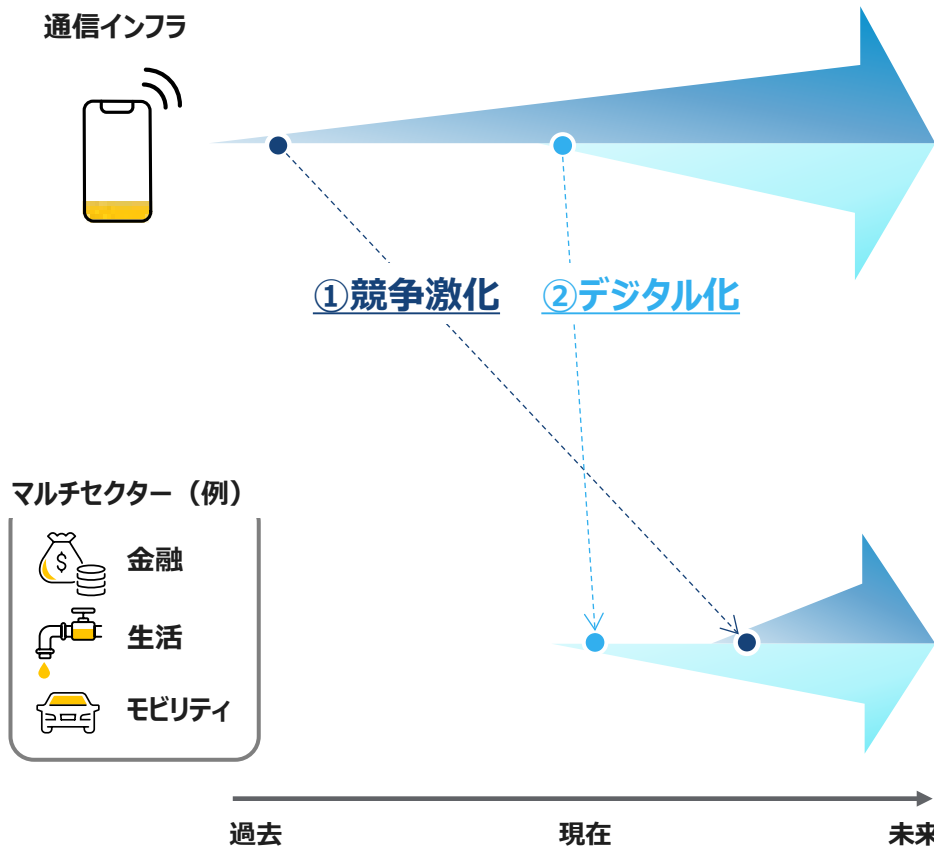 通信インフラ
①競争激化
②デジタル化
マルチセクター（例）
$
金融
生活
モビリティ
過去
現在
未来